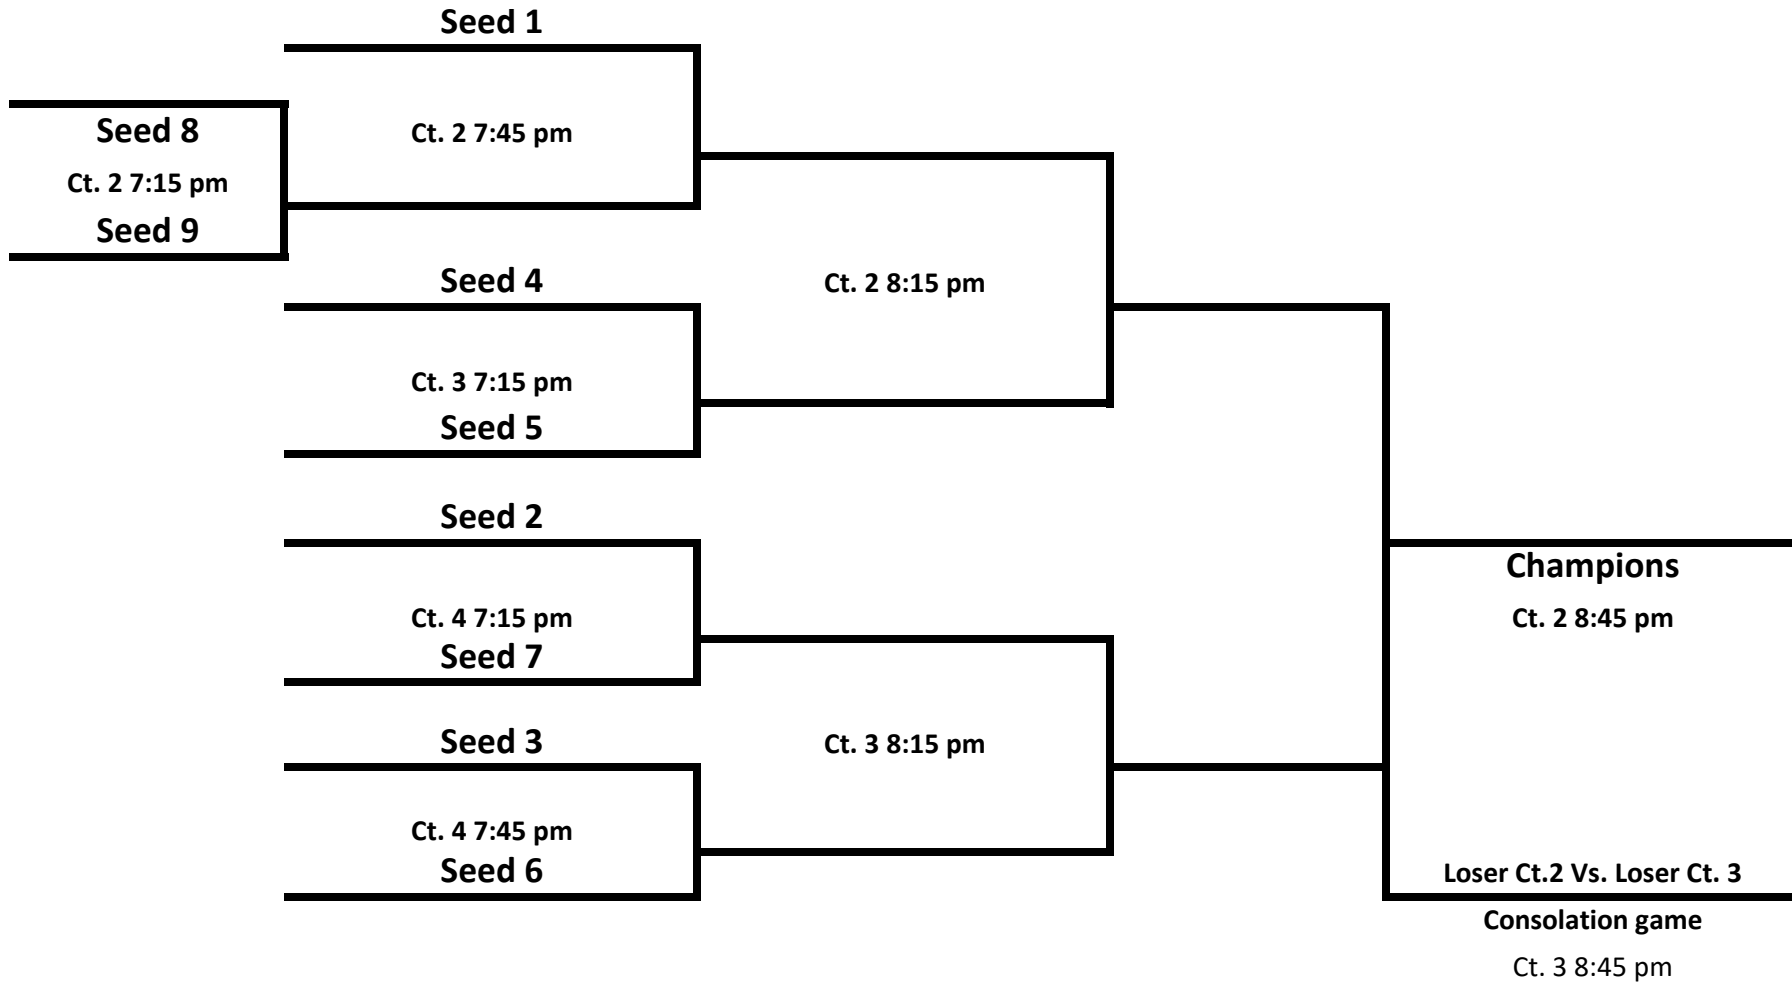 Seed 1
Seed 8
Ct. 2 7:45 pm
Ct. 2 7:15 pm
Seed 9
Seed 4
Ct. 2 8:15 pm
Ct. 3 7:15 pm
Seed 5
Seed 2
Champions
Ct. 4 7:15 pm
Ct. 2 8:45 pm
Seed 7
Seed 3
Ct. 3 8:15 pm
Ct. 4 7:45 pm
Seed 6
Loser Ct.2 Vs. Loser Ct. 3
Consolation game
Ct. 3 8:45 pm